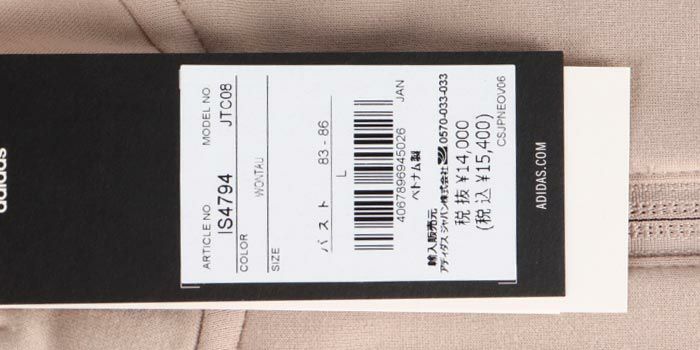 adidas
ARTICLE NO. MODEL NO
IS4794 JTC08
COLOR
WONTAU
SIZE
バスト 83 - 86
L
4067896945026 JAN
ベトナム製
輸入販売元
アディダス ジャパン株式会社 0570-033-033
税 抜 ¥14,000
(税 込 ¥15,400)
CSJPNEOV06
ADIDAS.COM